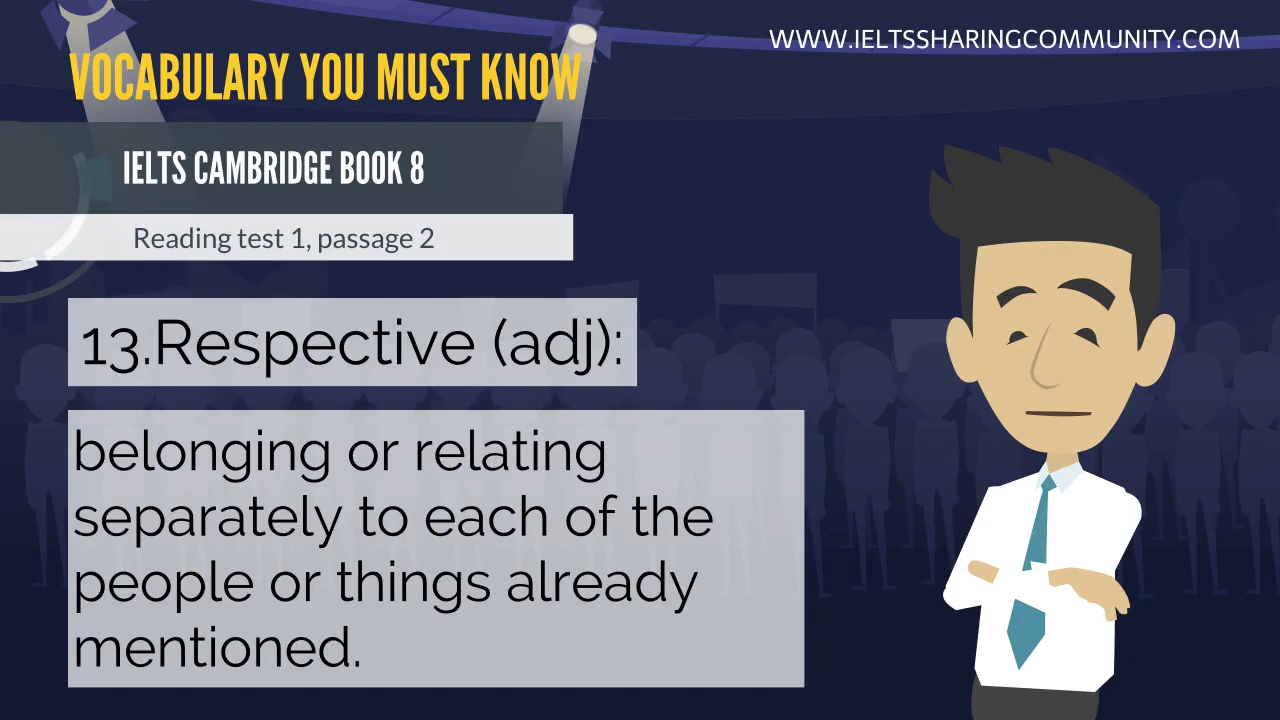 WWW.IELTSSHARINGCOMMUNITY.COM
VOCABULARY YOU MUST KNOW
IELTS CAMBRIDGE BOOK 8
Reading test 1, passage 2
13.Respective (adj):
belonging or relating
separately to each of the
people or things already
mentioned.